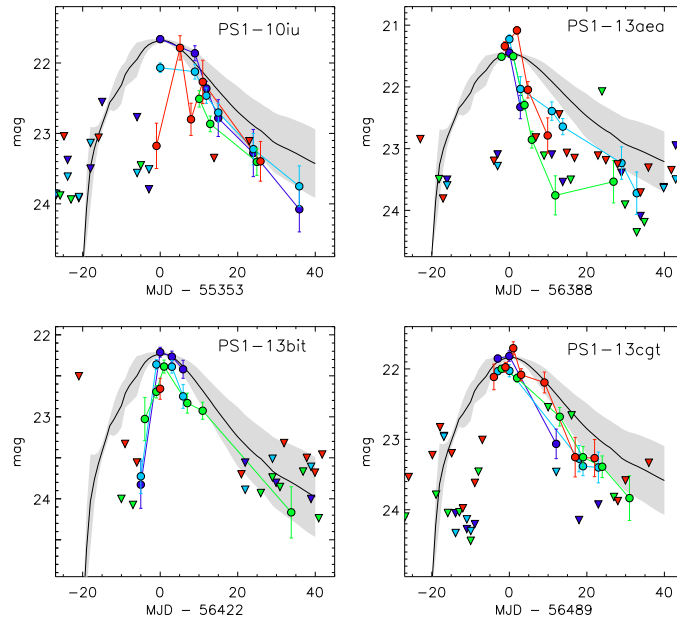 PS1-10iu
22
23
24
mag
-20 0 20 40
MJD - 55353
PS1-13aea
21
22
23
24
mag
-20 0 20 40
MJD - 56388
PS1-13bit
22
23
24
mag
-20 0 20 40
MJD - 56422
PS1-13cgt
21
22
23
24
mag
-20 0 20 40
MJD - 56489